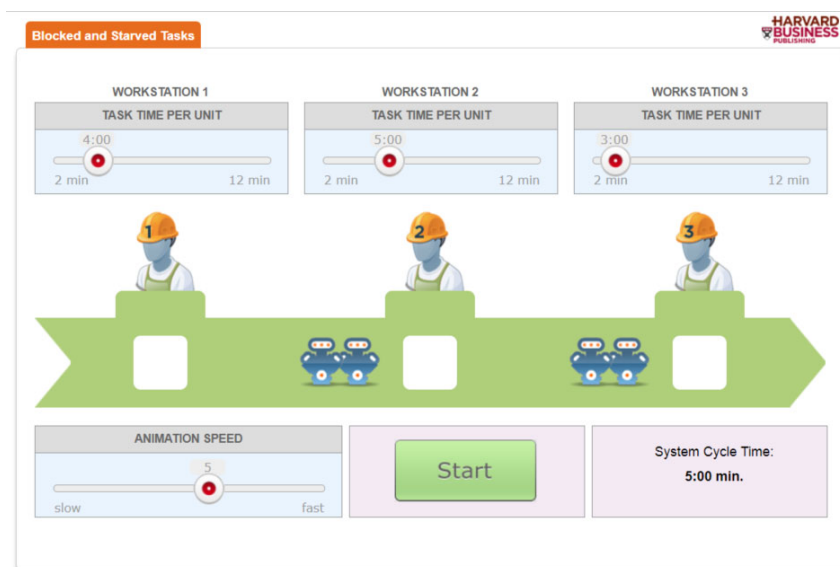 Blocked and Starved Tasks
HARVARD
BUSINESS
PUBLISHING
WORKSTATION 1
TASK TIME PER UNIT
4:00
2 min 12 min
WORKSTATION 2
TASK TIME PER UNIT
5:00
2 min 12 min
WORKSTATION 3
TASK TIME PER UNIT
3:00
2 min 12 min
1
2
3
ANIMATION SPEED
5
slow fast
Start
System Cycle Time:
5:00 min.